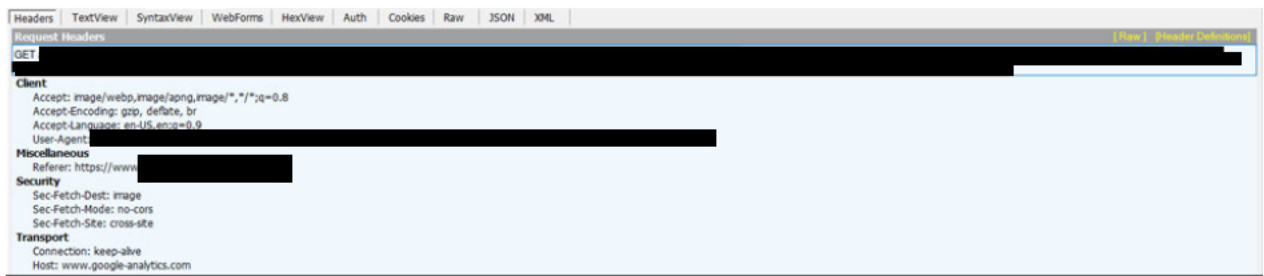 Headers TextView SyntaxView WebForms HexView Auth Cookies Raw JSON XML
Request Headers [ Raw ] [Header Definitions]
GET
Client
Accept: image/webp,image/apng,image/*,*/*;q=0.8
Accept-Encoding: gzip, deflate, br
Accept-Language: en-US,en;q=0.9
User-Agent:
Miscellaneous
Referer: https://www
Security
Sec-Fetch-Dest: image
Sec-Fetch-Mode: no-cors
Sec-Fetch-Site: cross-site
Transport
Connection: keep-alive
Host: www.google-analytics.com